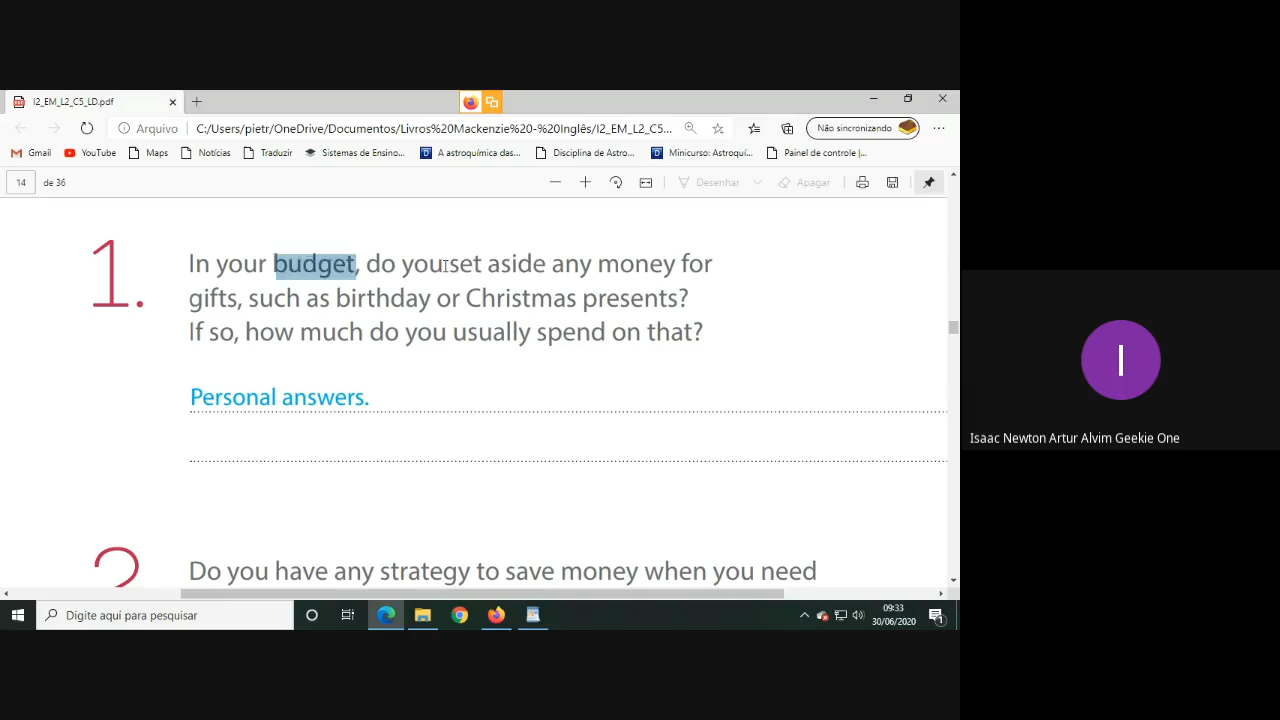 I2_EM_L2_C5_LD.pdf
Arquivo C:/Users/pietr/OneDrive/Documentos/Livros%20Mackenzie%20-%20Inglês/I2_EM_L2_C5... Não sincronizando
Gmail YouTube Maps Notícias Traduzir Sistemas de Ensino... A astroquímica das... Disciplina de Astro... Minicurso: Astroquí... Painel de controle (...
14 de 36 Desenhar Apagar
1. In your budget, do you set aside any money for
gifts, such as birthday or Christmas presents?
If so, how much do you usually spend on that?
Personal answers.
2 Do you have any strategy to save money when you need
Digite aqui para pesquisar
09:33
30/06/2020
1
I
Isaac Newton Artur Alvim Geekie One